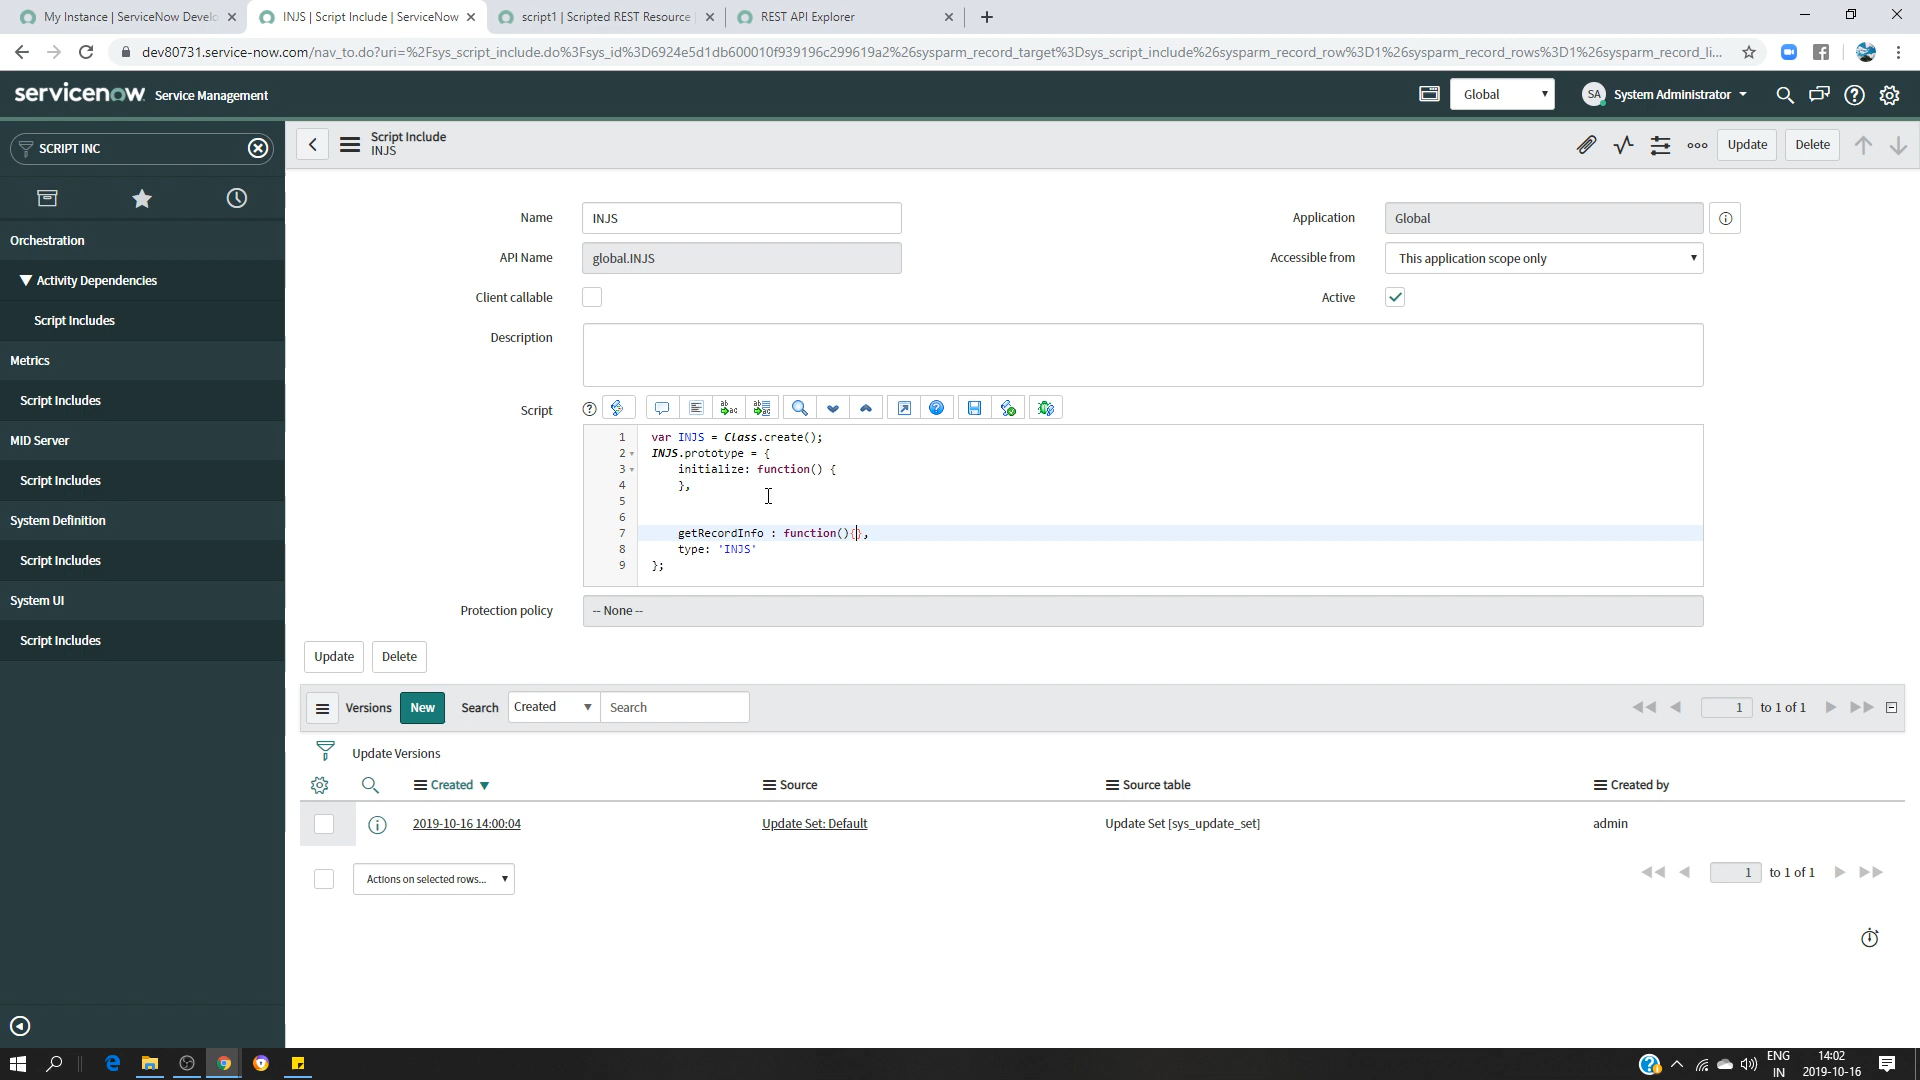 My Instance | ServiceNow Develo
INJS | Script Include | ServiceNow
script1 | Scripted REST Resource
REST API Explorer
dev80731.service-now.com/nav_to.do?uri=%2Fsys_script_include.do%3Fsys_id%3D6924e5d1db600010f939196c299619a2%26sysparm_record_target%3Dsys_script_include%26sysparm_record_row%3D1%26sysparm_record_rows%3D1%26sysparm_record_li...
servicenow Service Management
Global
SA System Administrator
SCRIPT INC
Orchestration
Activity Dependencies
Script Includes
Metrics
Script Includes
MID Server
Script Includes
System Definition
Script Includes
System UI
Script Includes
Script Include
INJS
Update
Delete
Name INJS
Application Global
API Name global.INJS
Accessible from This application scope only
Client callable
Active
Description
Script
1 var INJS = Class.create();
2 INJS.prototype = {
3 initialize: function() {
4 },
5
6
7 getRecordInfo : function(){},
8 type: 'INJS'
9 };
Protection policy -- None --
Update
Delete
Versions New Search Created Search
1 to 1 of 1
Update Versions
Created Source Source table Created by
2019-10-16 14:00:04 Update Set: Default Update Set [sys_update_set] admin
Actions on selected rows...
1 to 1 of 1
ENG
IN
14:02
2019-10-16